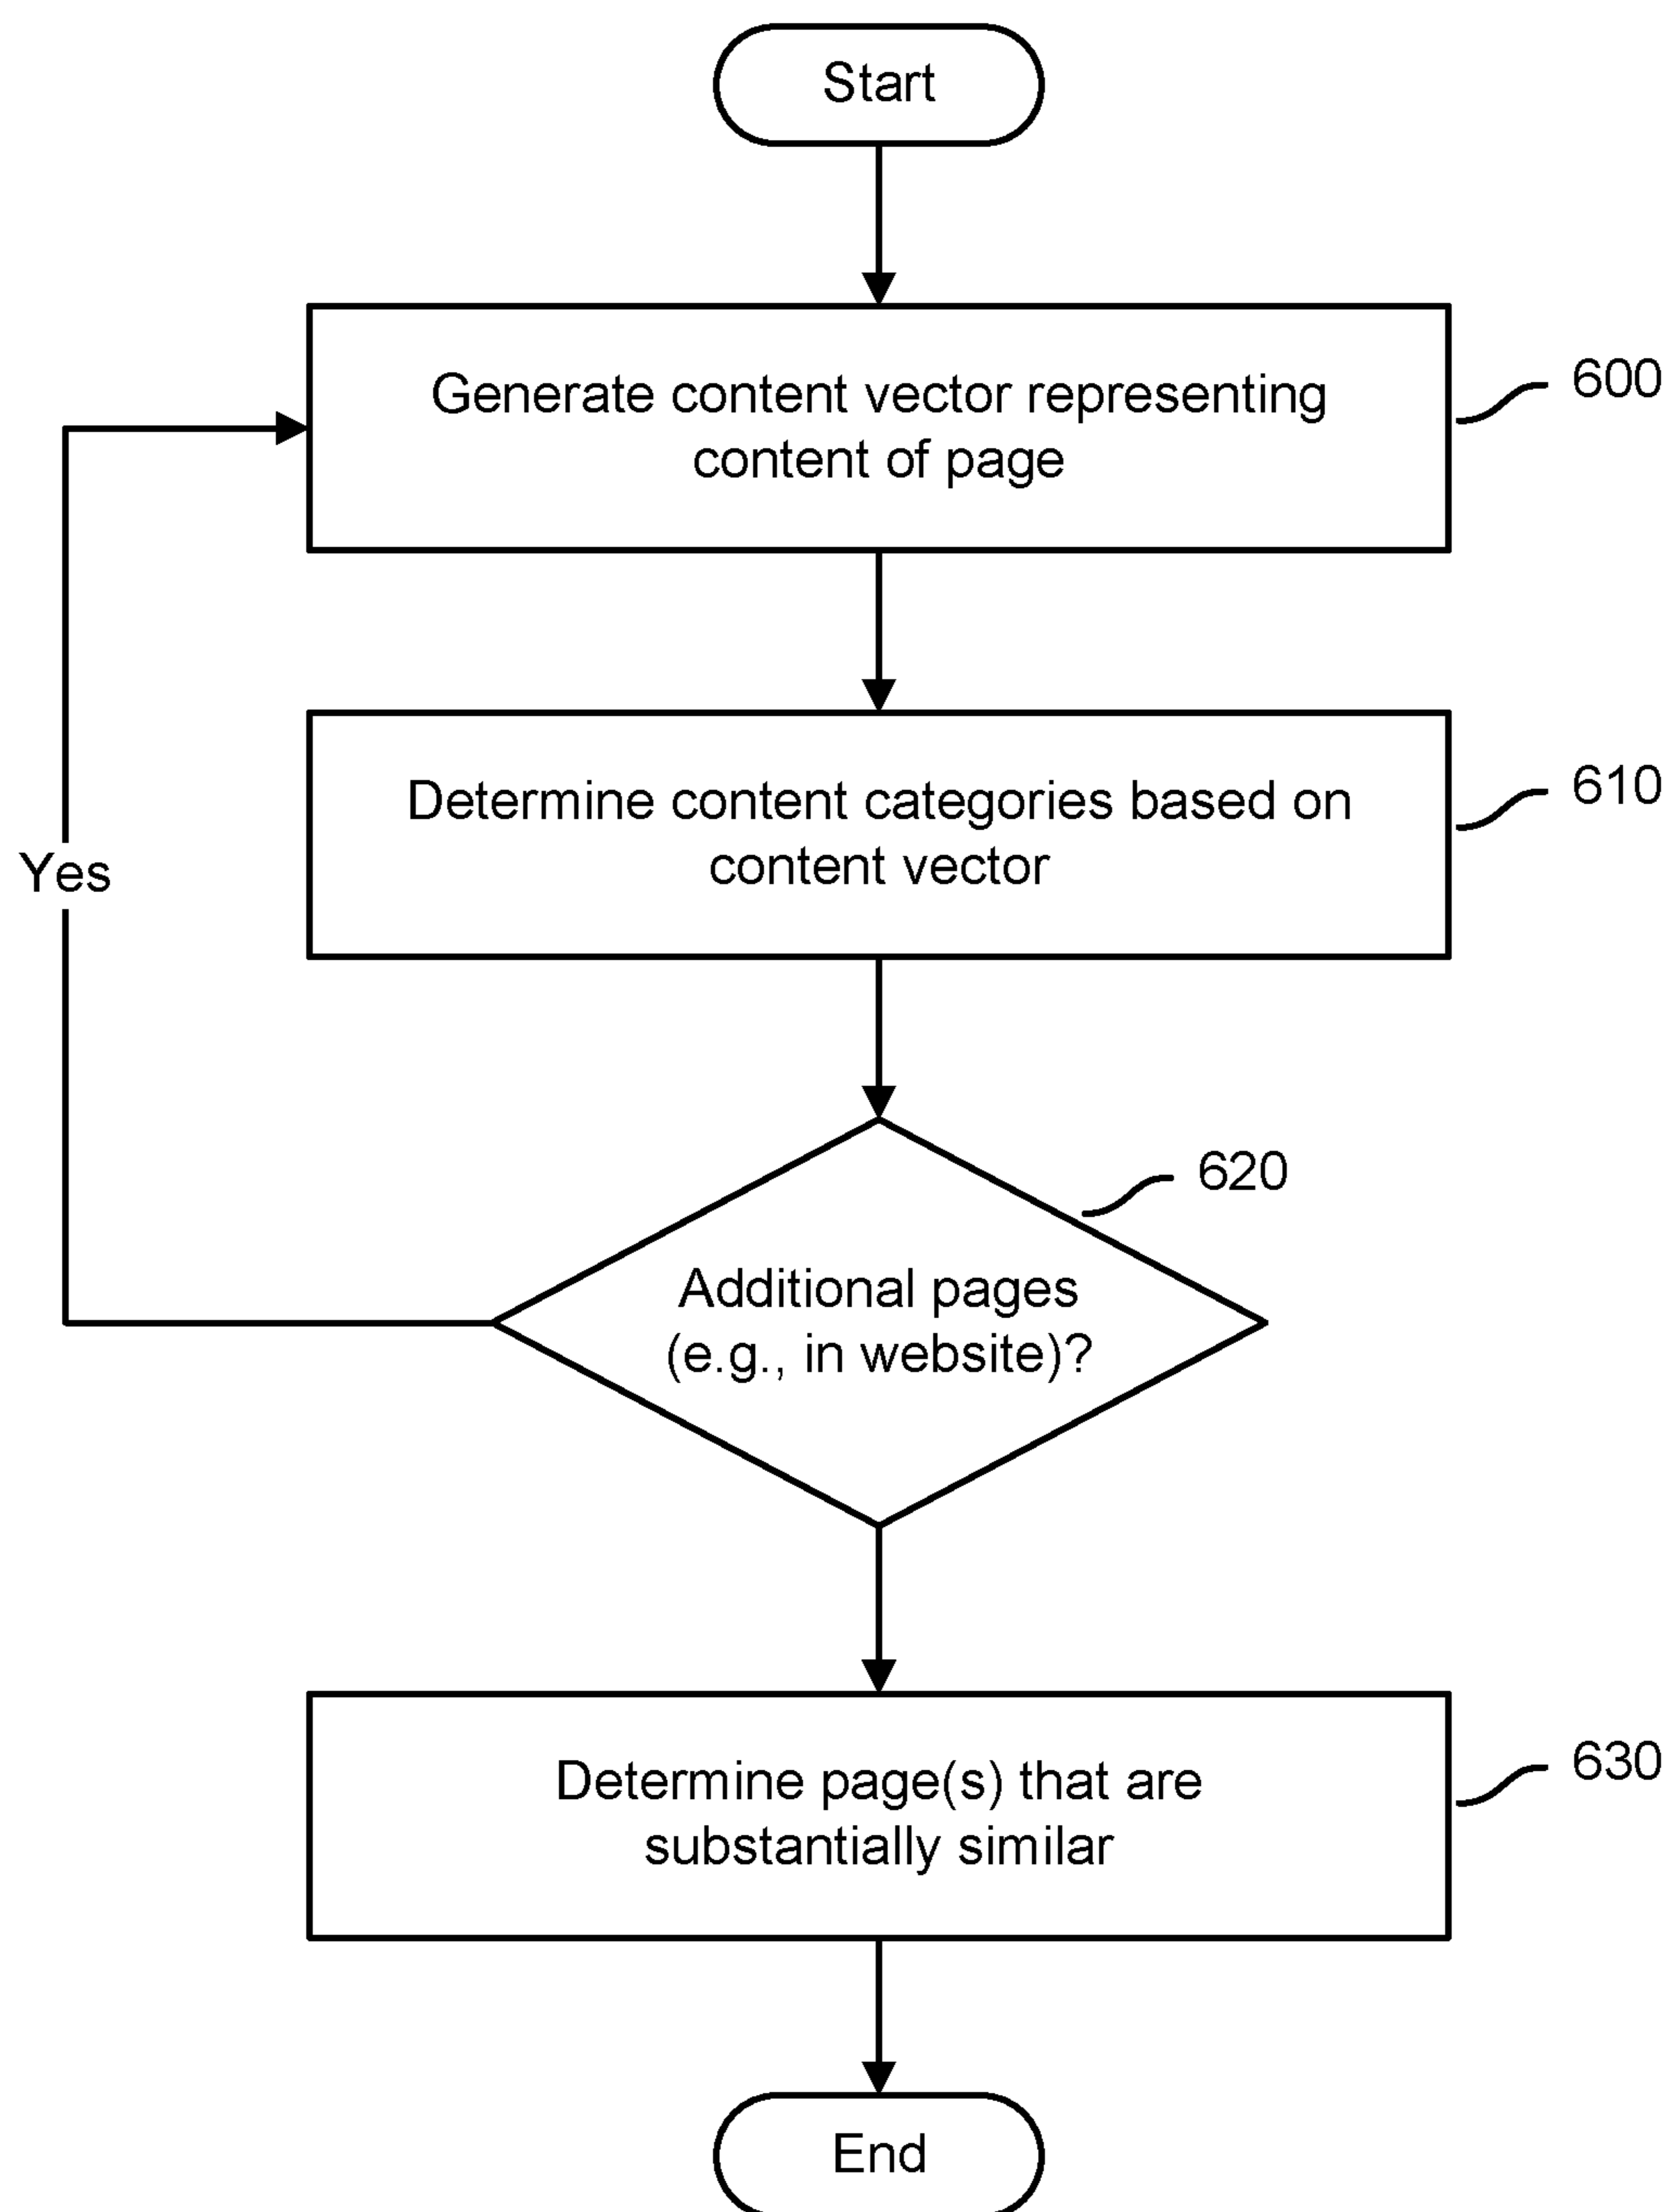 Start
Generate content vector representing
content of page
600
Determine content categories based on
content vector
610
Yes
620
Additional pages
(e.g., in website)?
Determine page(s) that are
substantially similar
630
End